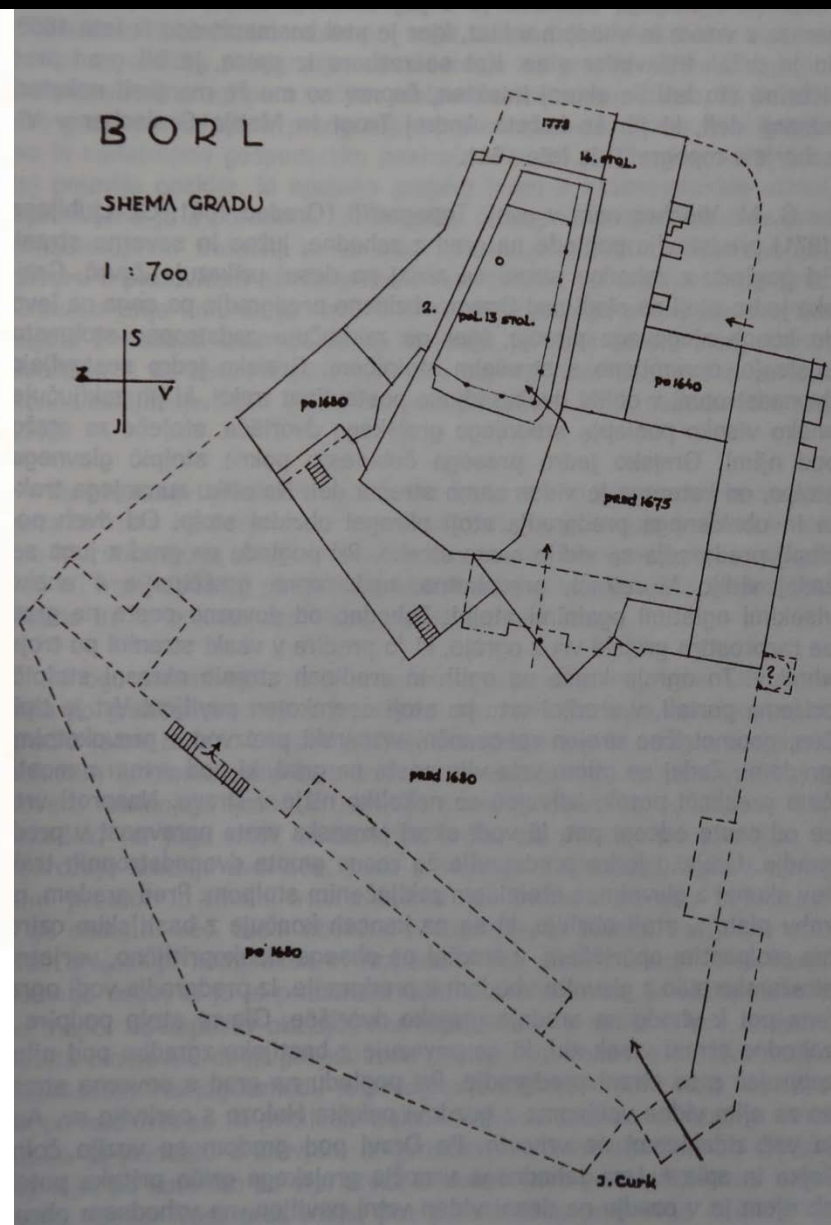 BORL
SHEMA GRADU
1 : 700
S
Z
V
J
1778
16. STOL.
2.
pol. 13 STOL.
po 1680
po 1660
pred 1675
?
pred 1680
po 1680
J. Curk